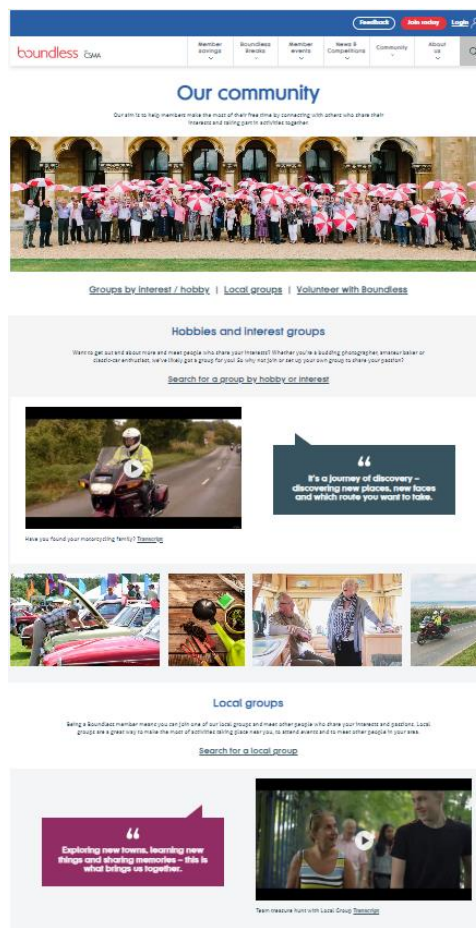 Feedback
Join today
Login
boundless by CSMA
Member savings
Boundless Breaks
Member events
News & Competitions
Community
About us
Our community
Our aim is to help members make the most of their free time by connecting with others who share their
interests and taking part in activities together.
Groups by interest / hobby | Local groups | Volunteer with Boundless
Hobbies and interest groups
Want to get out and about more and meet people who share your interests? Whether you're a budding photographer, amateur baker or
classic-car enthusiast, we've likely got a group for you! So why not join or set up your own group to share your passion?
Search for a group by hobby or interest
“
It's a journey of discovery –
discovering new places, new faces
and which route you want to take.
Have you found your motorcycling family? Transcript
Local groups
Being a Boundless member means you can join one of our local groups and meet other people who share your interests and passions. Local
groups are a great way to make the most of activities taking place near you, to attend events and to meet other people in your area.
Search for a local group
“
Exploring new towns, learning new
things and sharing memories – this is
what brings us together.
Team treasure hunt with Local Group Transcript